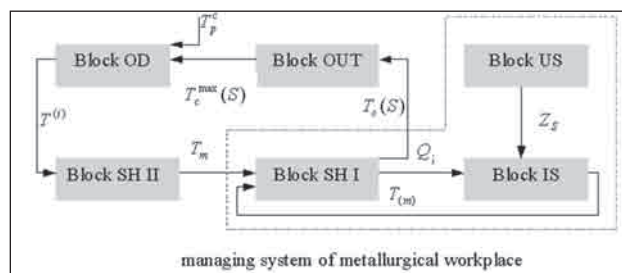 T_p^c
Block OD
Block OUT
Block US
T_c^max (S)
T_c (S)
T^(i)
Z_S
T_m
Q_i
Block SH II
Block SH I
Block IS
T_(m)
managing system of metallurgical workplace